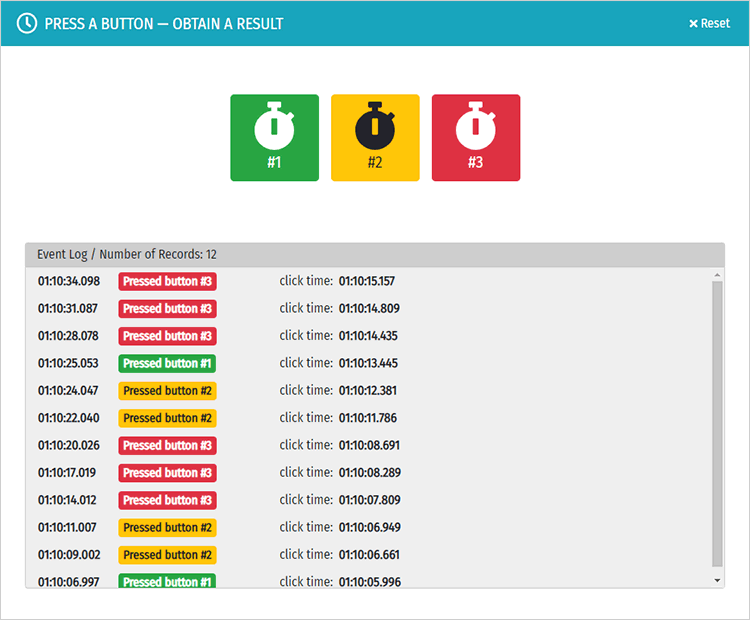 PRESS A BUTTON — OBTAIN A RESULT × Reset
#1 #2 #3
Event Log / Number of Records: 12
01:10:34.098 Pressed button #3 click time: 01:10:15.157
01:10:31.087 Pressed button #3 click time: 01:10:14.809
01:10:28.078 Pressed button #3 click time: 01:10:14.435
01:10:25.053 Pressed button #1 click time: 01:10:13.445
01:10:24.047 Pressed button #2 click time: 01:10:12.381
01:10:22.040 Pressed button #2 click time: 01:10:11.786
01:10:20.026 Pressed button #3 click time: 01:10:08.691
01:10:17.019 Pressed button #3 click time: 01:10:08.289
01:10:14.012 Pressed button #3 click time: 01:10:07.809
01:10:11.007 Pressed button #2 click time: 01:10:06.949
01:10:09.002 Pressed button #2 click time: 01:10:06.661
01:10:06.997 Pressed button #1 click time: 01:10:05.996